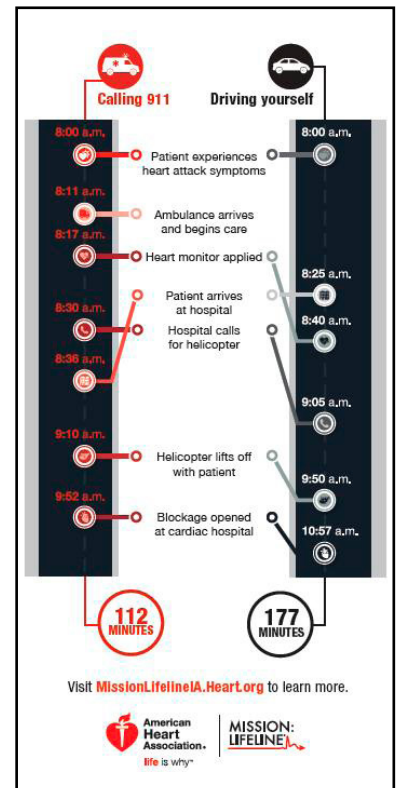 Calling 911
Driving yourself
8:00 a.m.
8:00 a.m.
Patient experiences
heart attack symptoms
8:11 a.m.
Ambulance arrives
and begins care
8:17 a.m.
Heart monitor applied
8:25 a.m.
Patient arrives
at hospital
8:30 a.m.
Hospital calls
for helicopter
8:40 a.m.
8:36 a.m.
9:05 a.m.
9:10 a.m.
Helicopter lifts off
with patient
9:50 a.m.
9:52 a.m.
Blockage opened
at cardiac hospital
10:57 a.m.
112
MINUTES
177
MINUTES
Visit MissionLifelineIA.Heart.org to learn more.
American
Heart
Association®
life is why™
MISSION:
LIFELINE